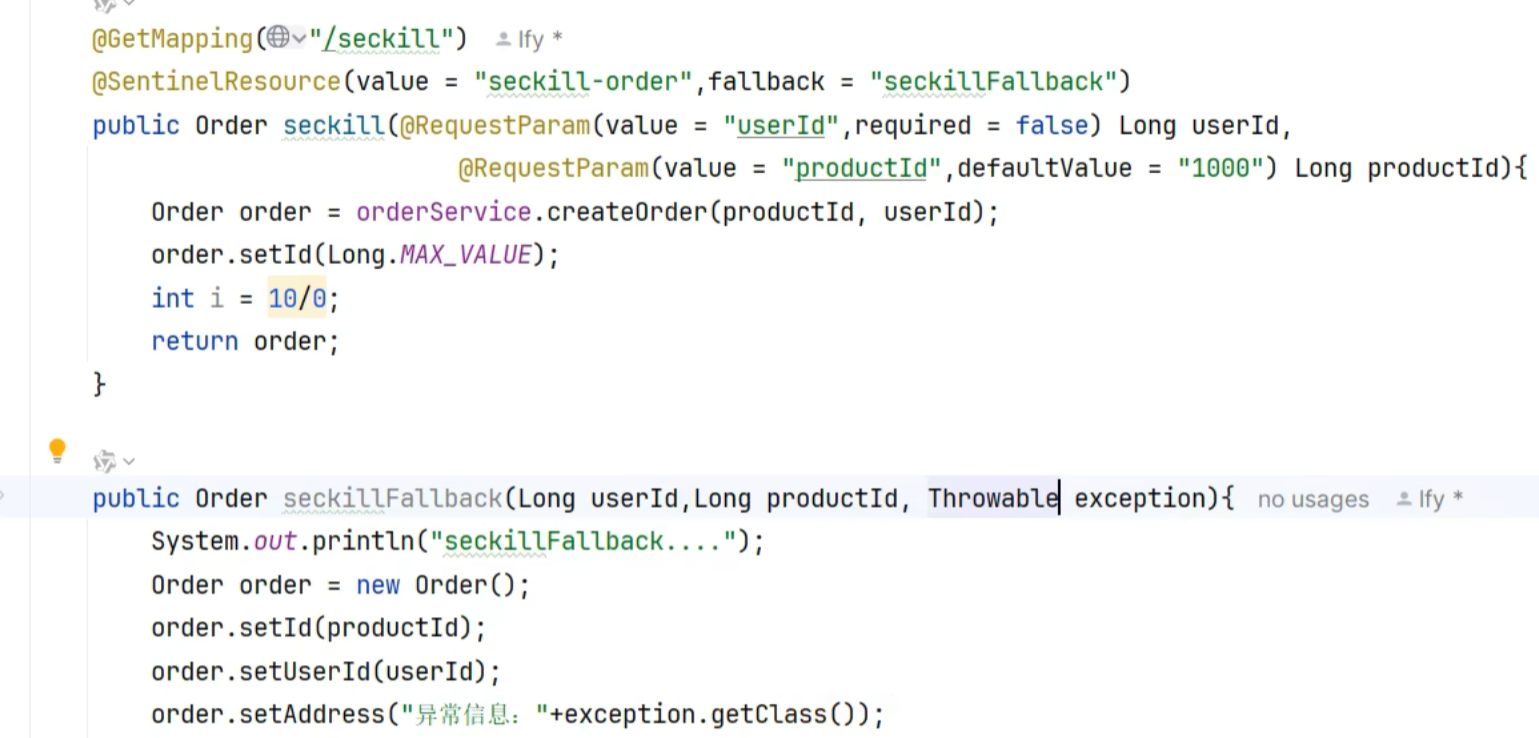 @GetMapping("/seckill") lfy *
@SentinelResource(value = "seckill-order",fallback = "seckillFallback")
public Order seckill(@RequestParam(value = "userId",required = false) Long userId,
@RequestParam(value = "productId",defaultValue = "1000") Long productId){
Order order = orderService.createOrder(productId, userId);
order.setId(Long.MAX_VALUE);
int i = 10/0;
return order;
}
public Order seckillFallback(Long userId,Long productId, Throwable exception){ no usages lfy *
System.out.println("seckillFallback....");
Order order = new Order();
order.setId(productId);
order.setUserId(userId);
order.setAddress("异常信息："+exception.getClass());